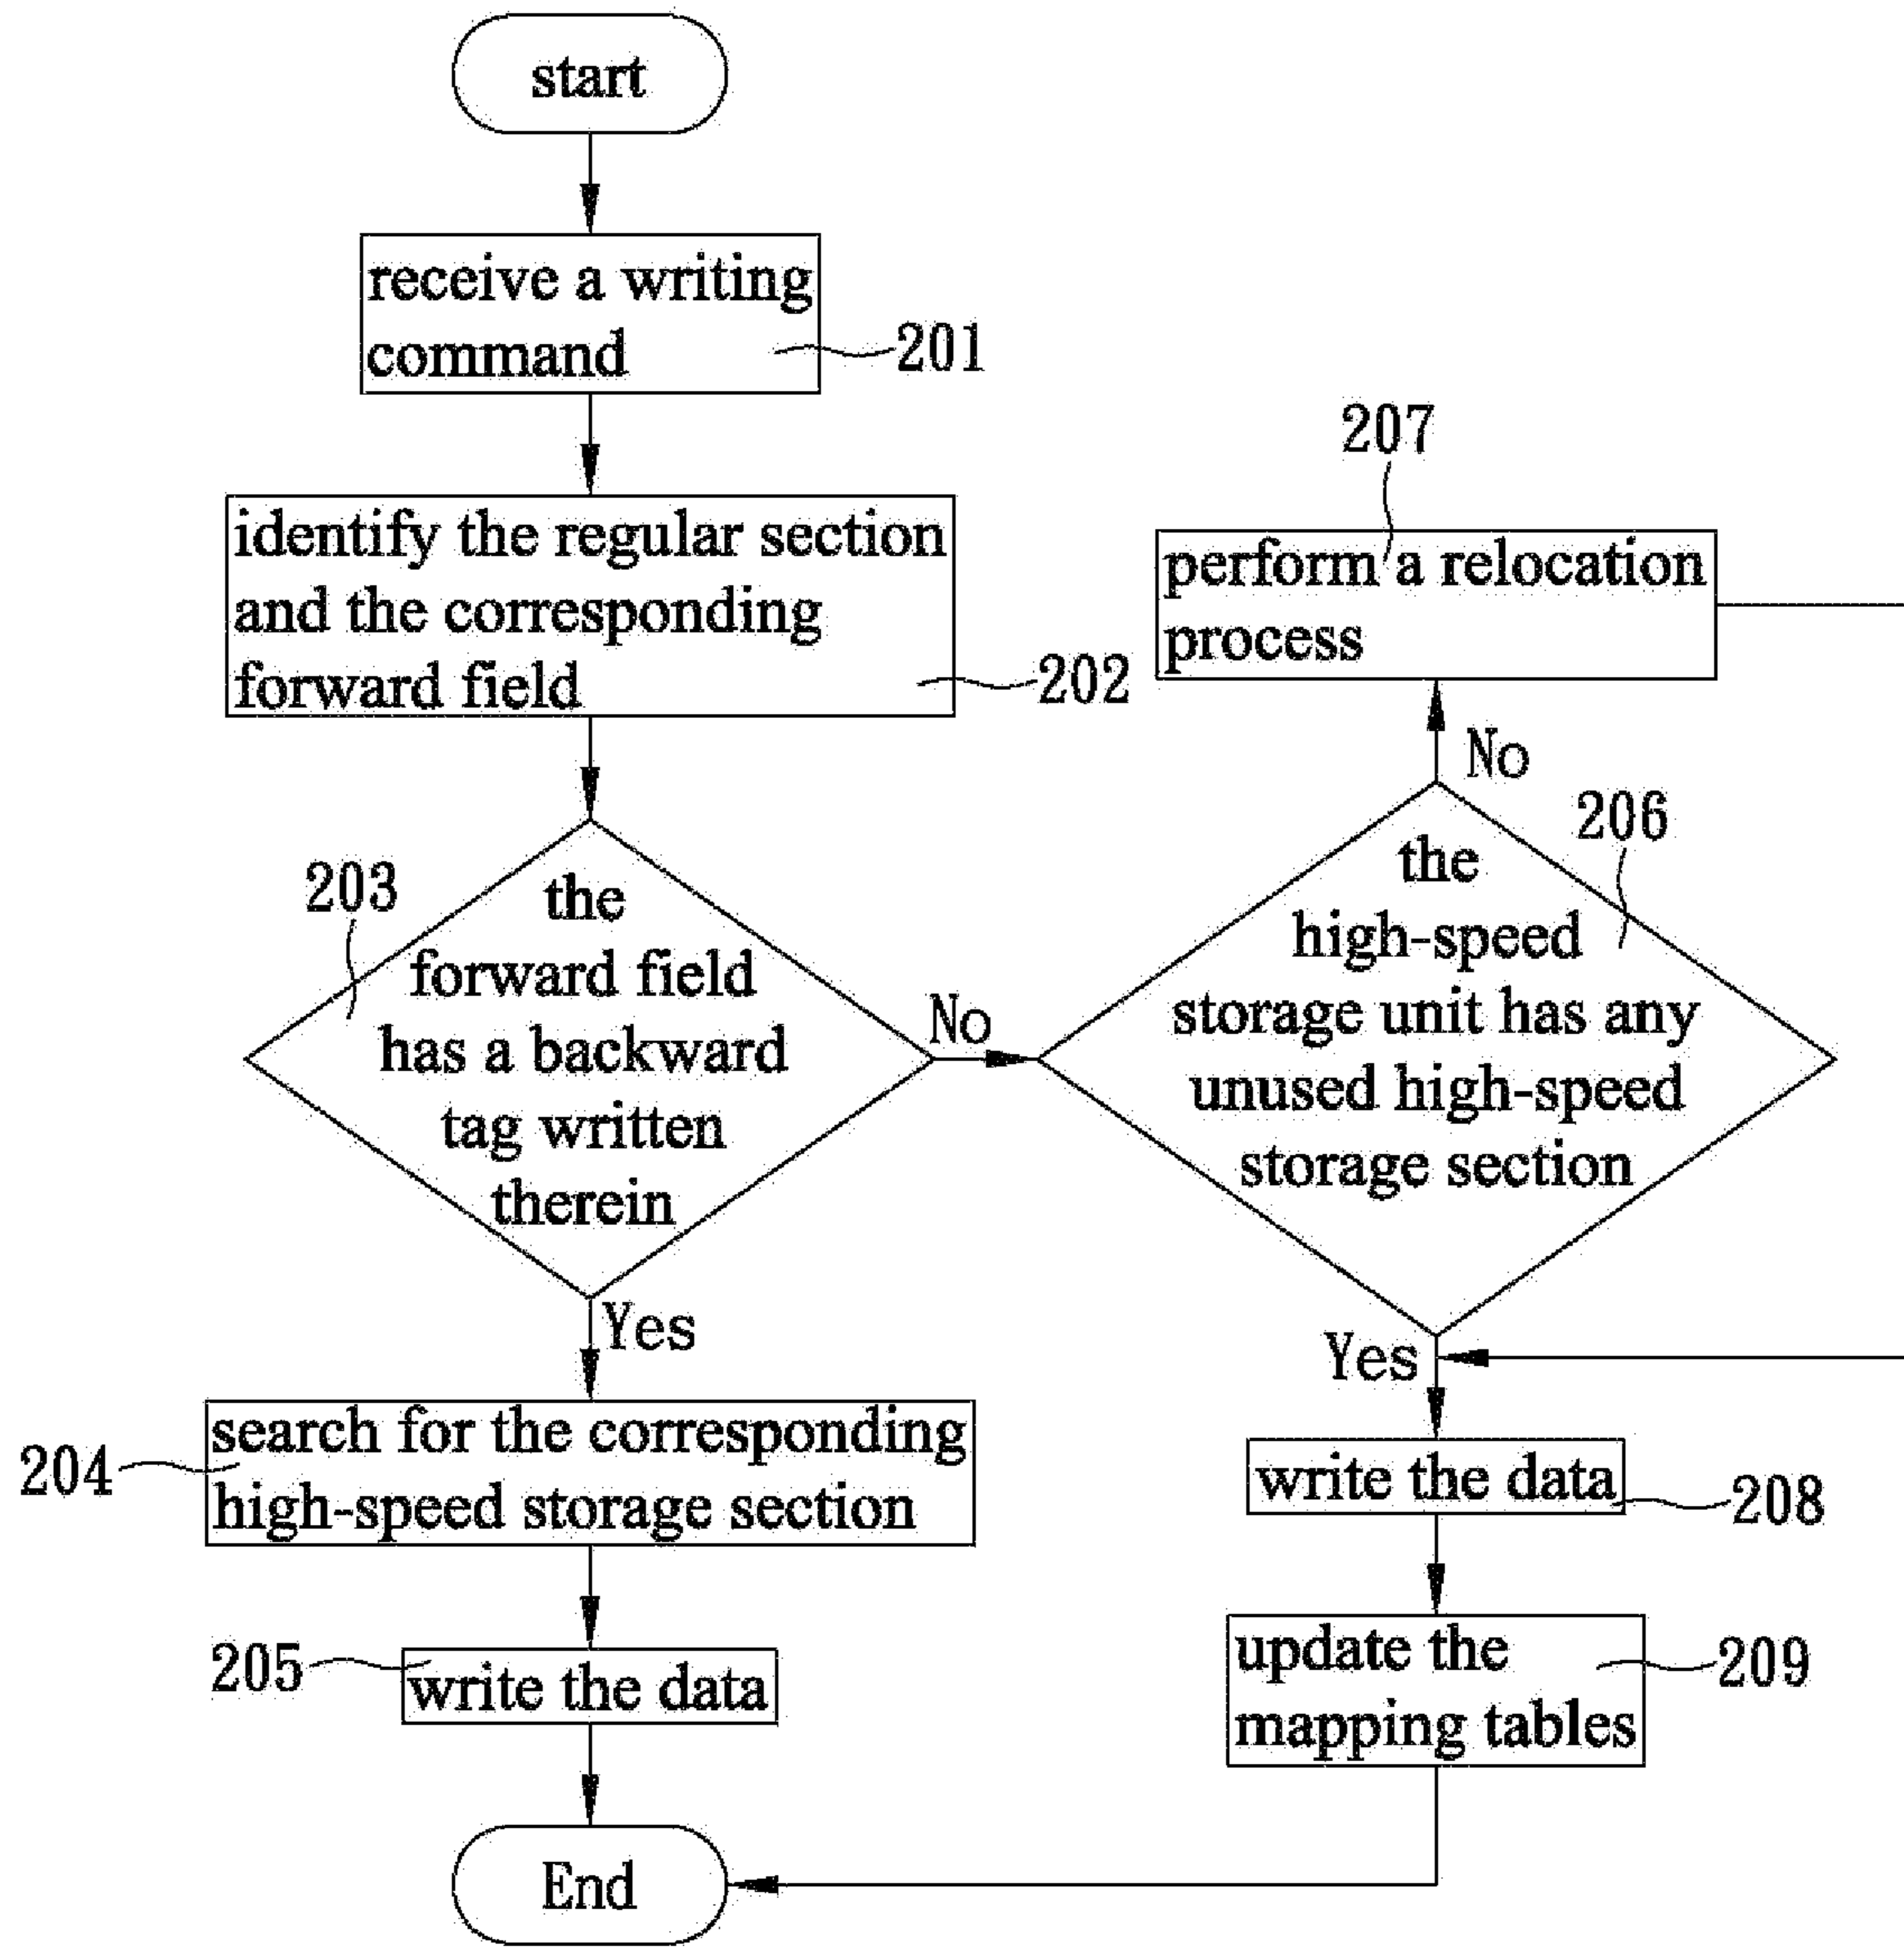 start
receive a writing
command
201
identify the regular section
and the corresponding
forward field
202
203
the
forward field
has a backward
tag written
therein
No
Yes
search for the corresponding
high-speed storage section
204
205
write the data
End
207
perform a relocation
process
No
206
the
high-speed
storage unit has any
unused high-speed
storage section
Yes
write the data
208
update the
mapping tables
209